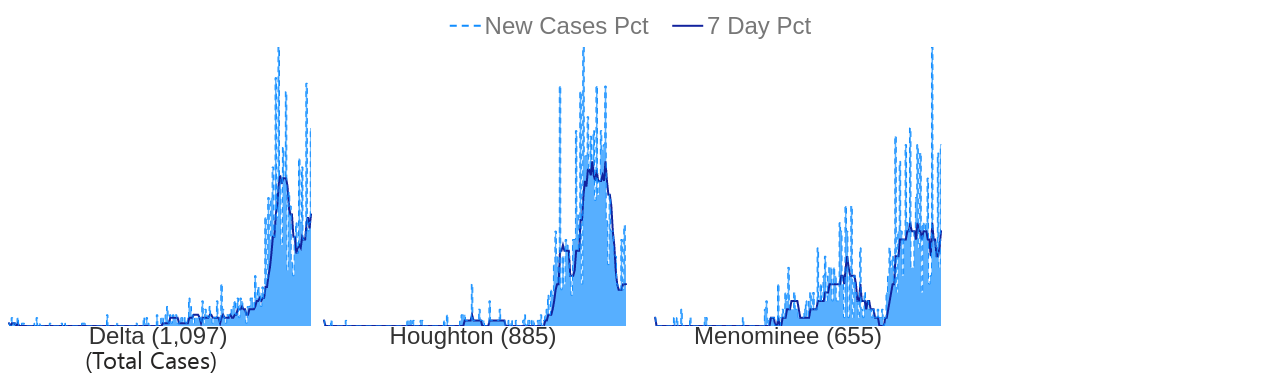 New Cases Pct 7 Day Pct
Delta (1,097) Houghton (885) Menominee (655)
(Total Cases)